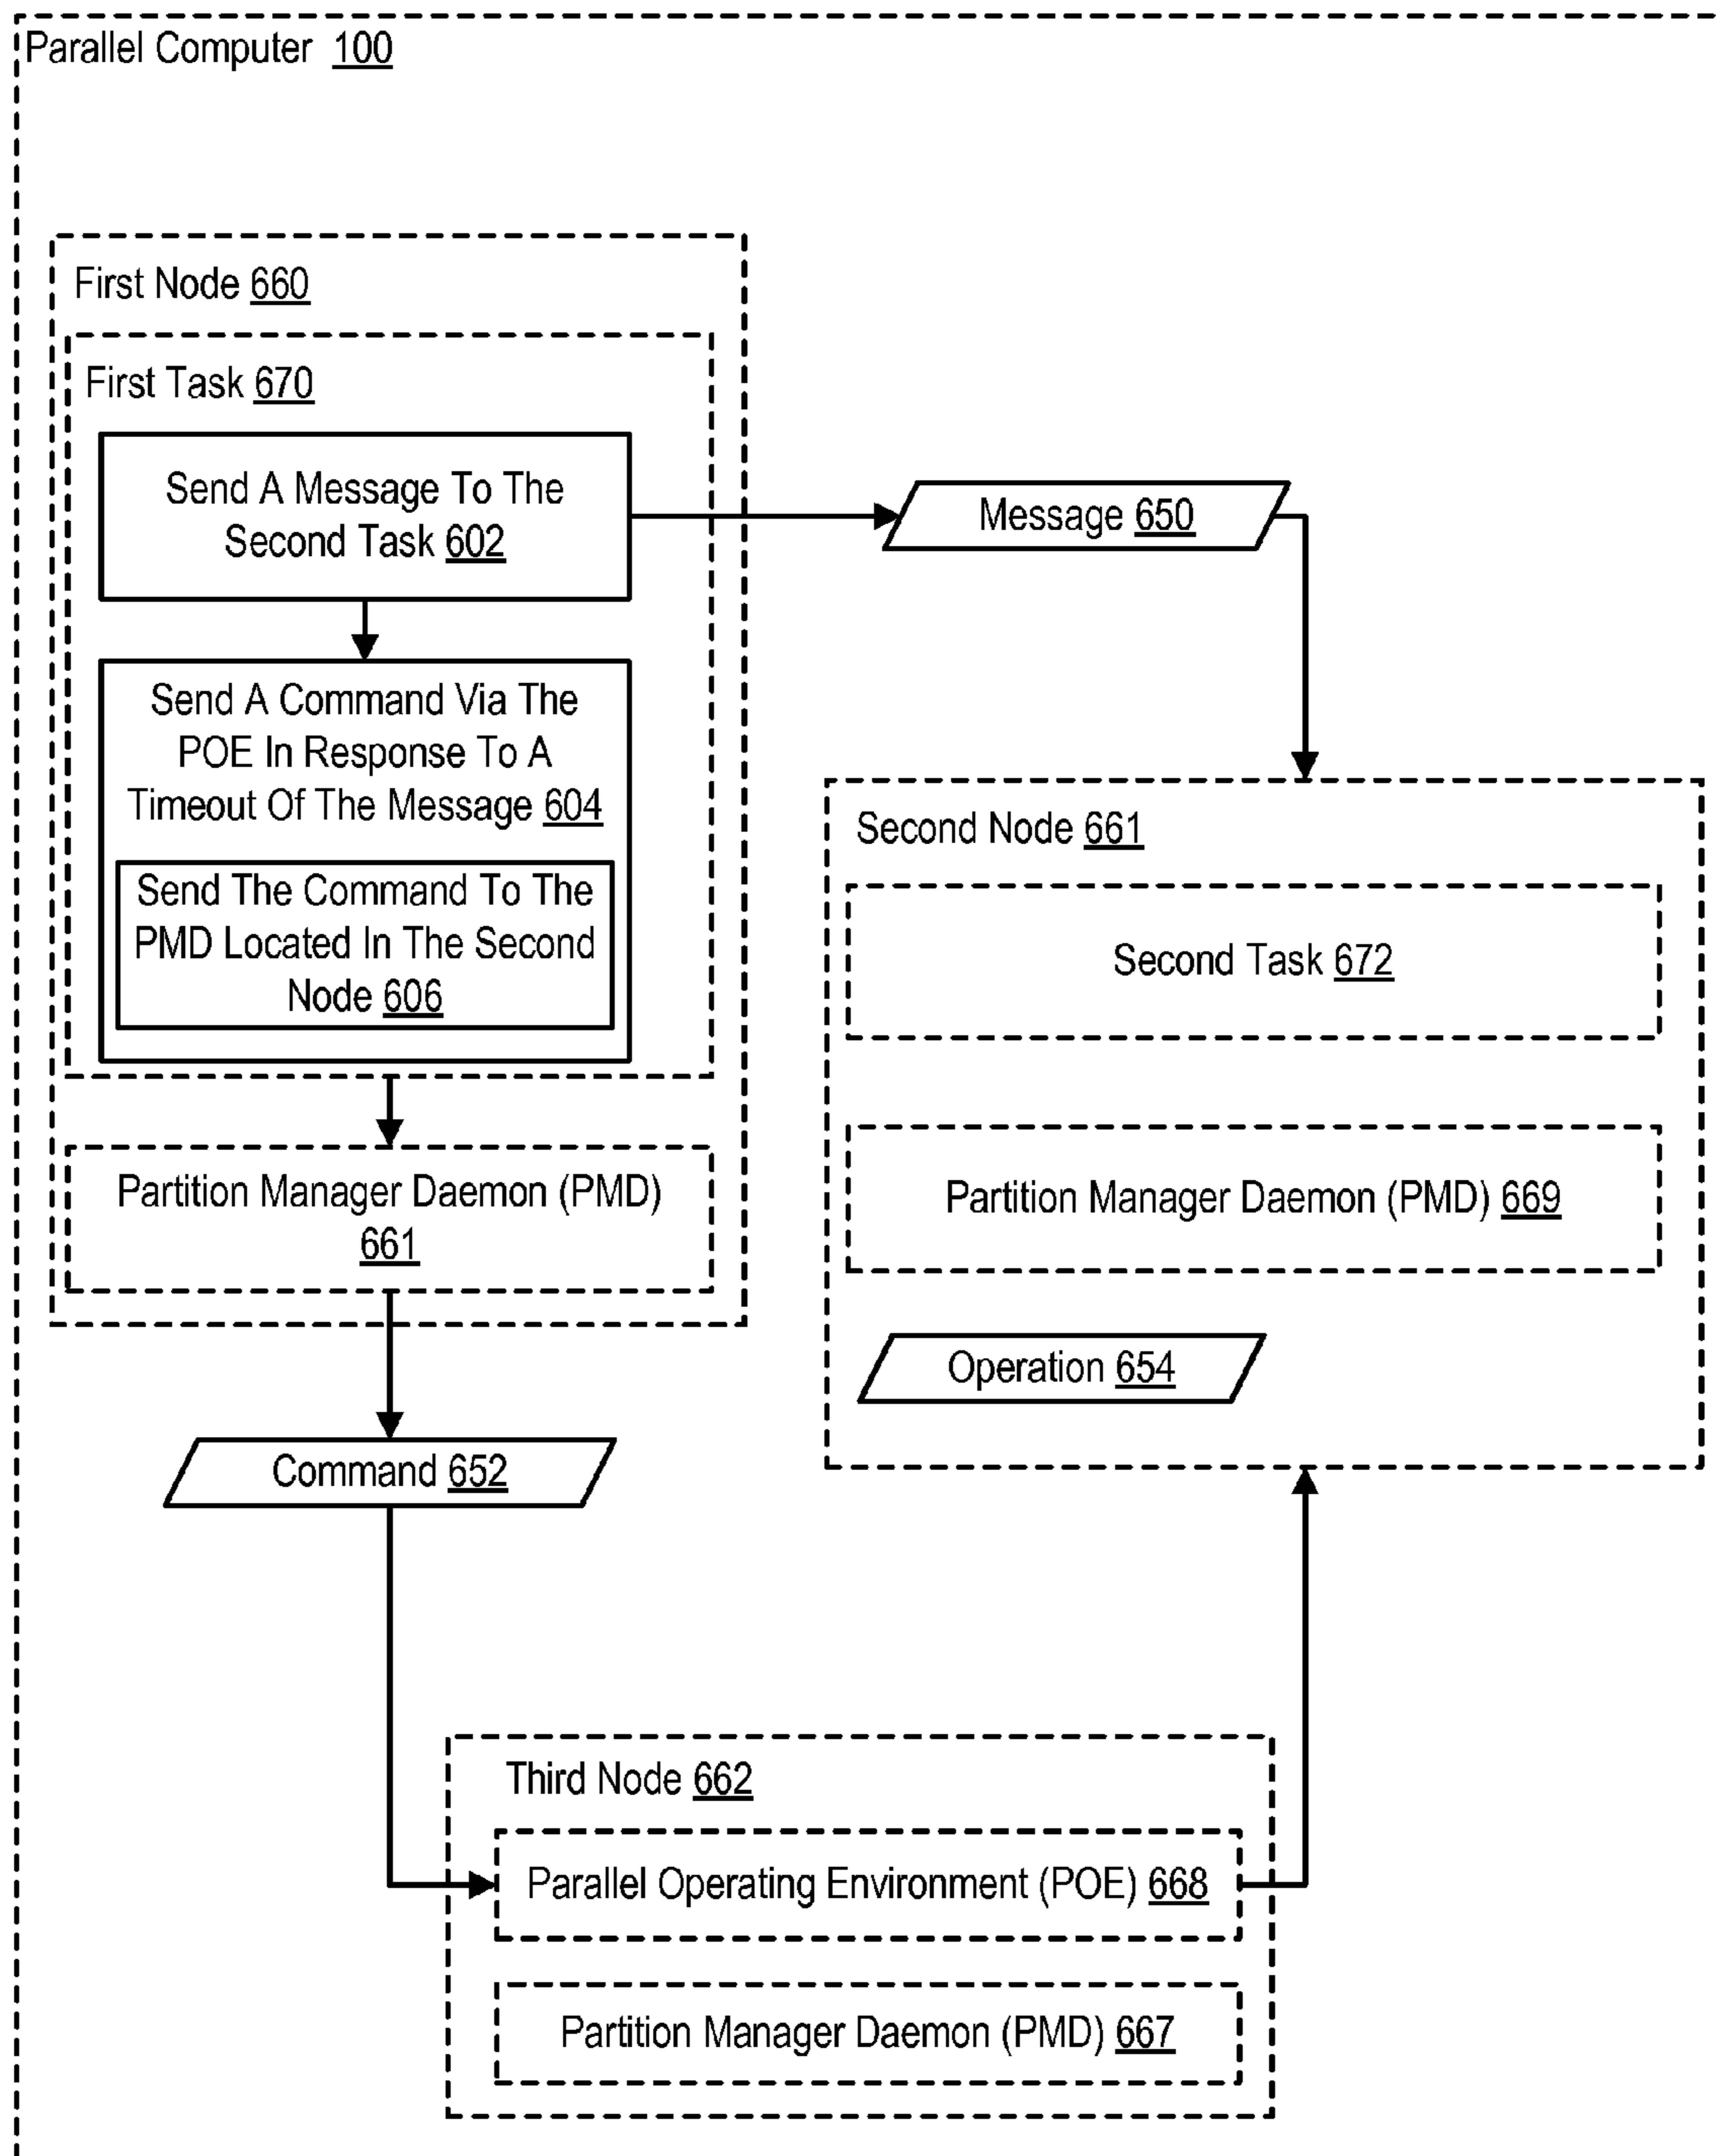 Parallel Computer 100
First Node 660
First Task 670
Send A Message To The
Second Task 602
Message 650
Send A Command Via The
POE In Response To A
Timeout Of The Message 604
Send The Command To The
PMD Located In The Second
Node 606
Second Node 661
Second Task 672
Partition Manager Daemon (PMD)
661
Partition Manager Daemon (PMD) 669
Operation 654
Command 652
Third Node 662
Parallel Operating Environment (POE) 668
Partition Manager Daemon (PMD) 667